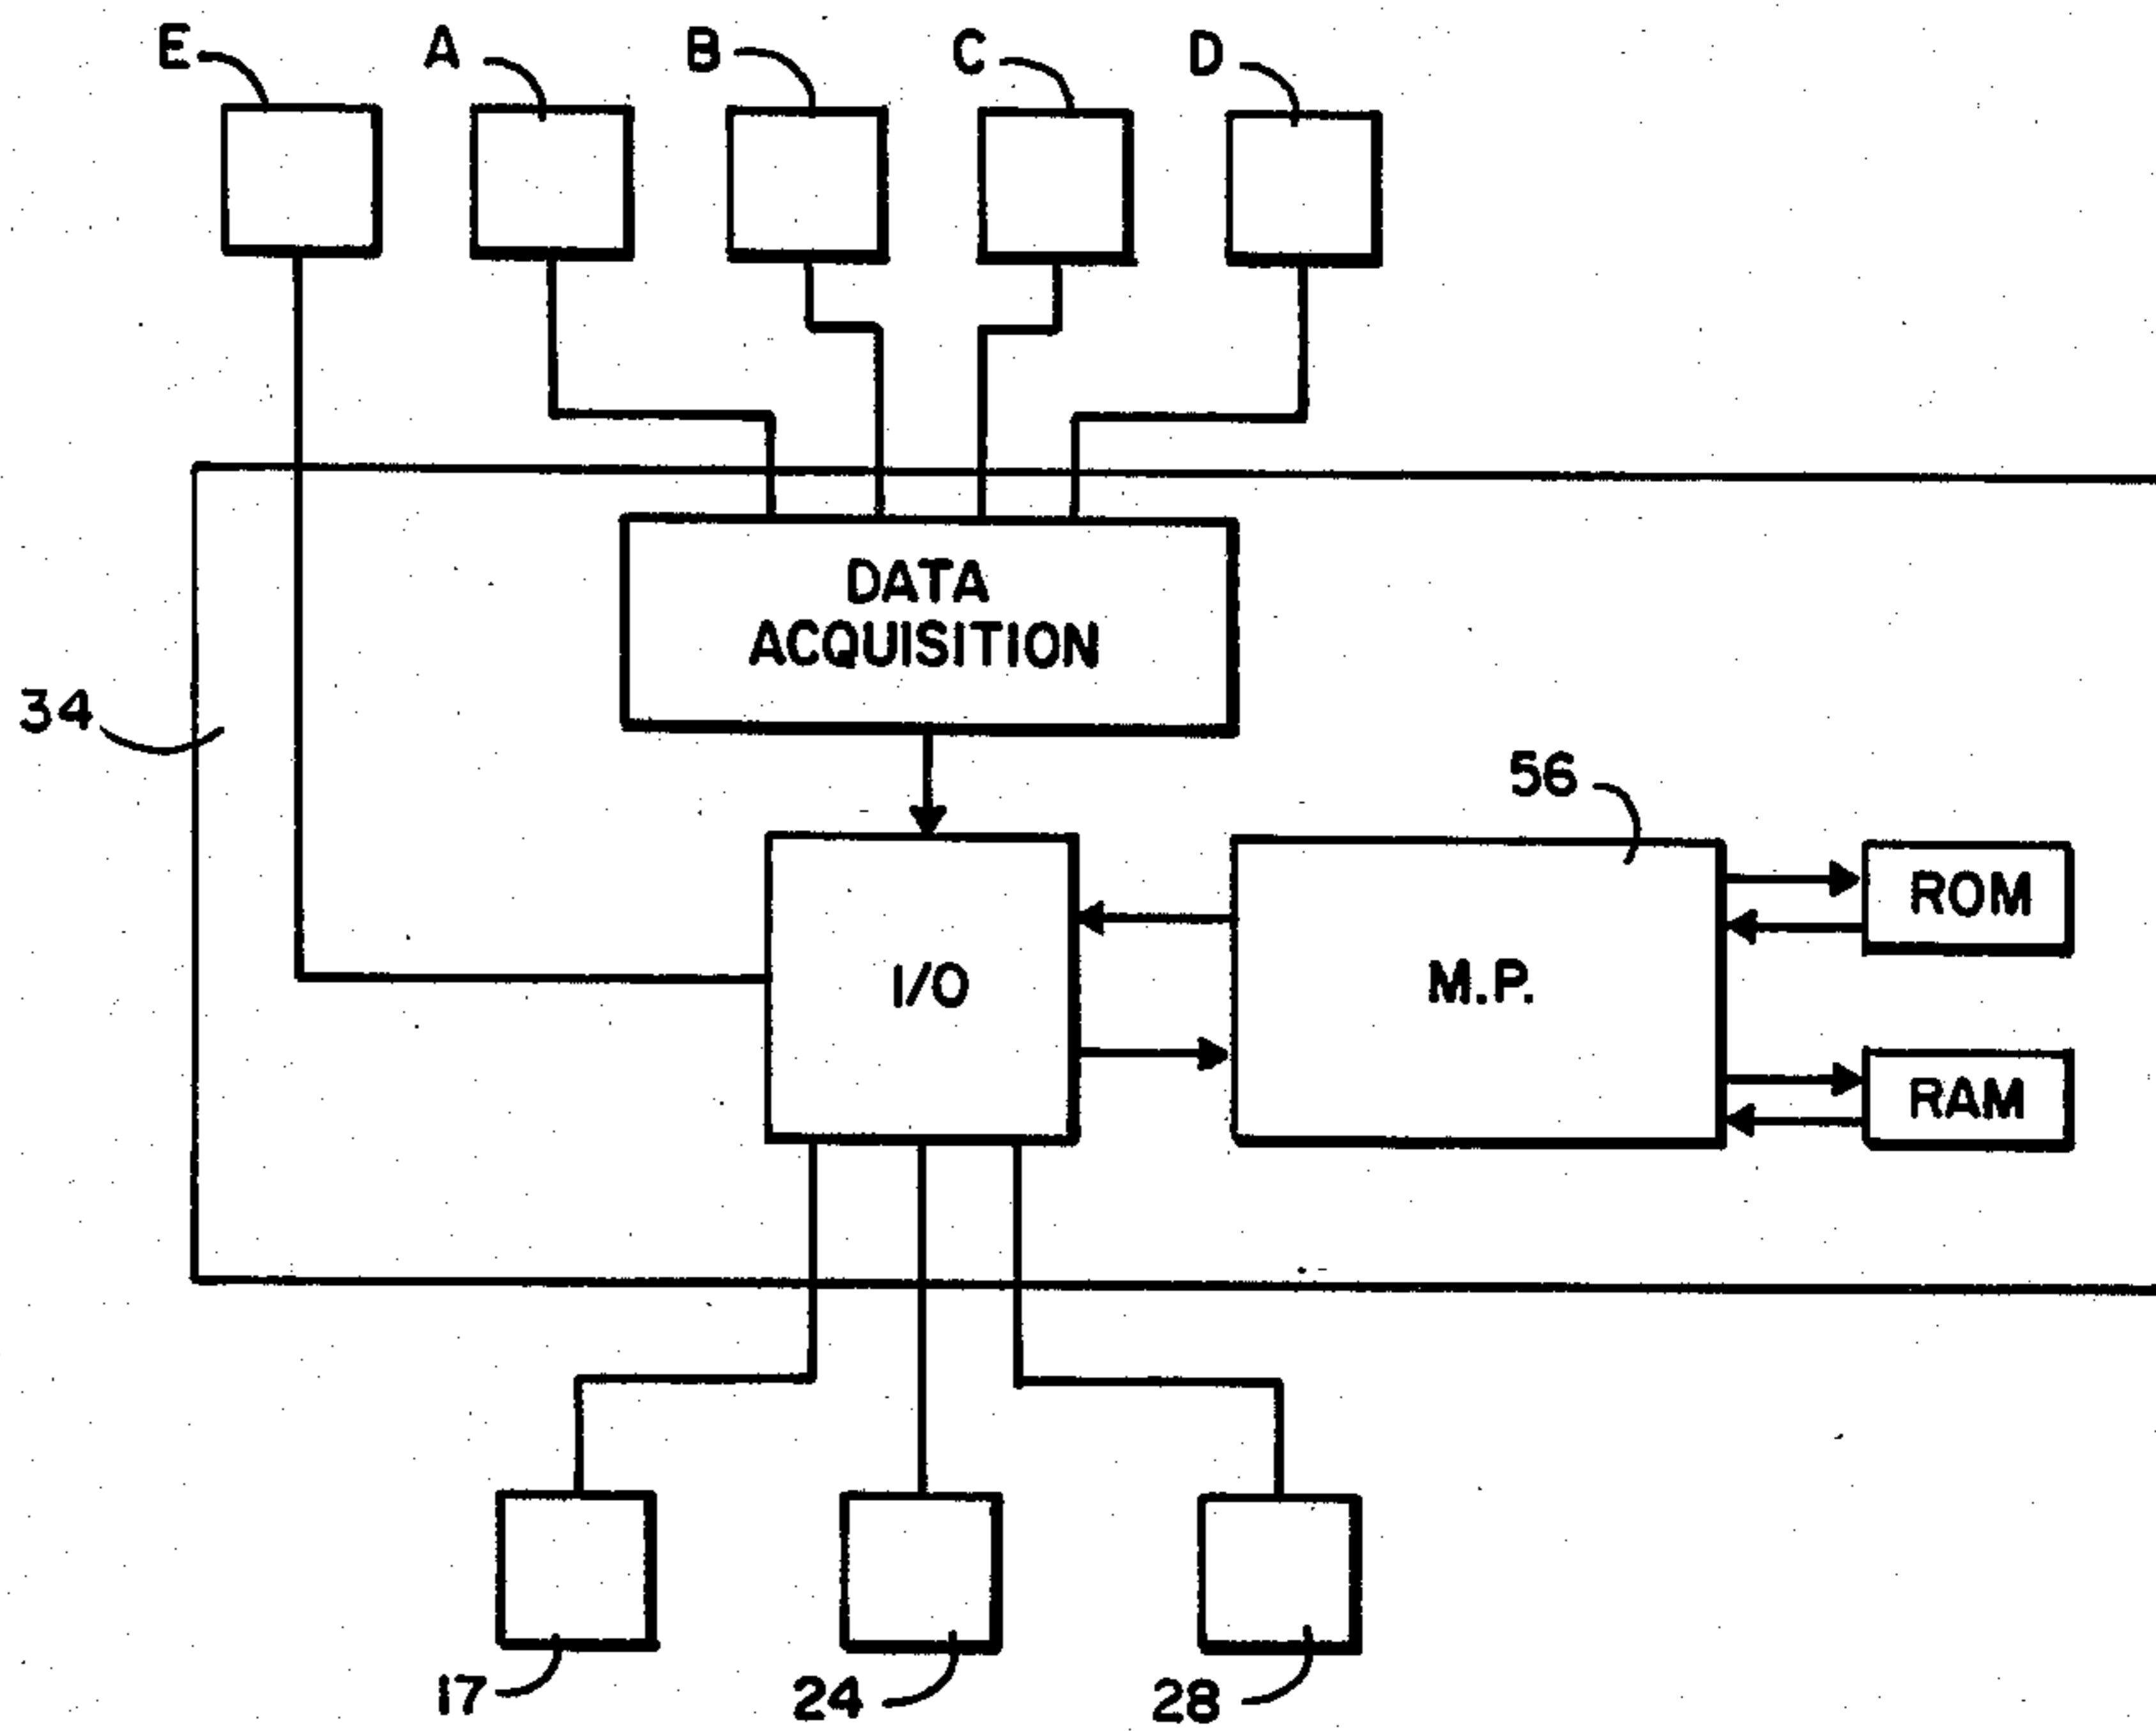 E
A
B
C
D
DATA
ACQUISITION
34
56
ROM
I/O
M.P.
RAM
17
24
28